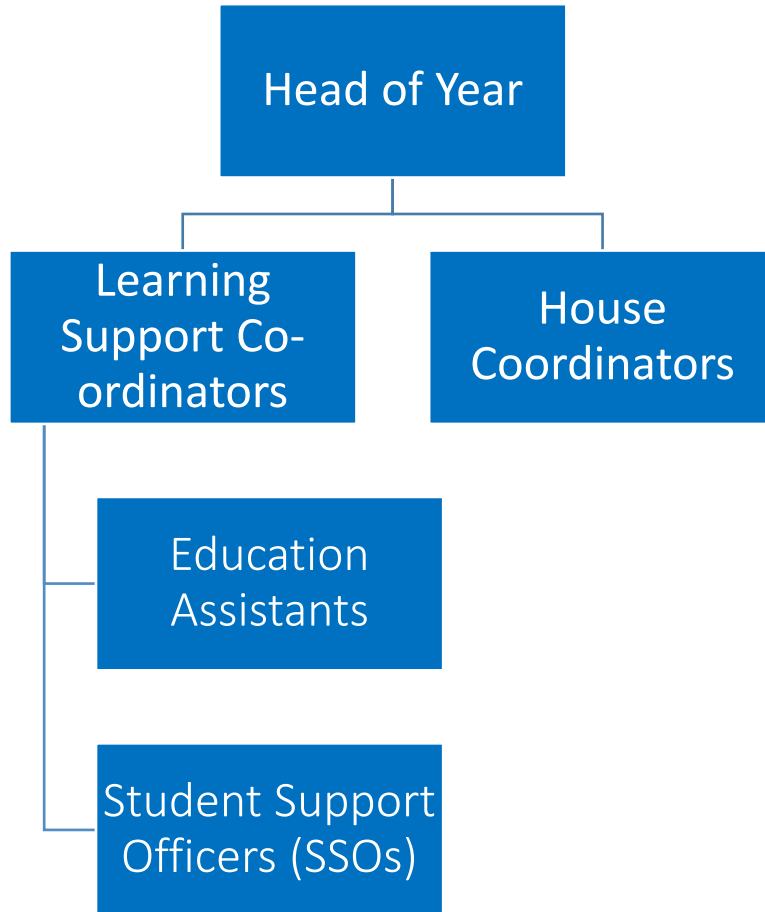 Head of Year
Learning
Support Co-
ordinators
House
Coordinators
Education
Assistants
Student Support
Officers (SSOs)